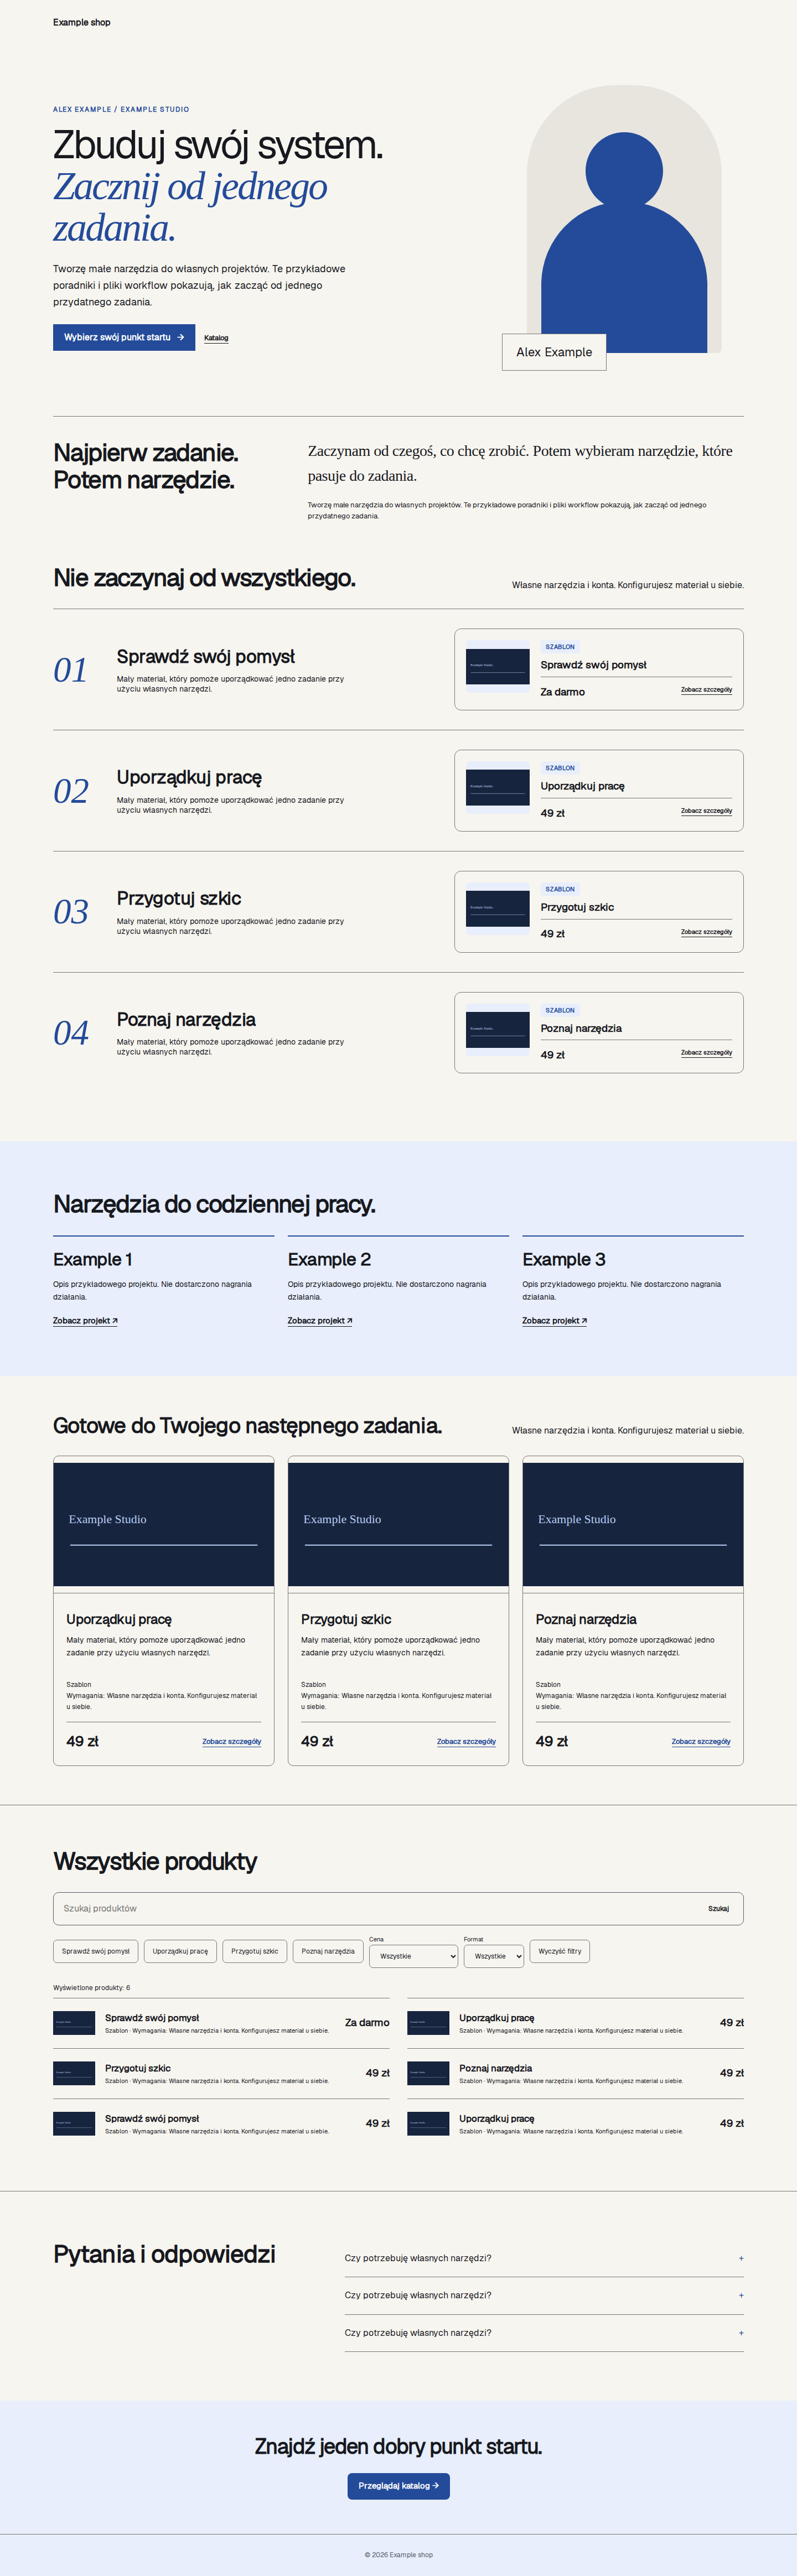 Example shop
ALEX EXAMPLE / EXAMPLE STUDIO
Zbuduj swój system.
Zacznij od jednego
zadania.
Tworzę małe narzędzia do własnych projektów. Te przykładowe
poradniki i pliki workflow pokazują, jak zacząć od jednego
przydatnego zadania.
Wybierz swój punkt startu →
Katalog
Alex Example
Najpierw zadanie.
Potem narzędzie.
Zaczynam od czegoś, co chcę zrobić. Potem wybieram narzędzie, które
pasuje do zadania.
Tworzę małe narzędzia do własnych projektów. Te przykładowe poradniki i pliki workflow pokazują, jak zacząć od jednego
przydatnego zadania.
Nie zaczynaj od wszystkiego.
Własne narzędzia i konta. Konfigurujesz materiał u siebie.
01
Sprawdź swój pomysł
Mały materiał, który pomoże uporządkować jedno zadanie przy
użyciu własnych narzędzi.
Example Studio
SZABLON
Sprawdź swój pomysł
Za darmo
Zobacz szczegóły
02
Uporządkuj pracę
Mały materiał, który pomoże uporządkować jedno zadanie przy
użyciu własnych narzędzi.
Example Studio
SZABLON
Uporządkuj pracę
49 zł
Zobacz szczegóły
03
Przygotuj szkic
Mały materiał, który pomoże uporządkować jedno zadanie przy
użyciu własnych narzędzi.
Example Studio
SZABLON
Przygotuj szkic
49 zł
Zobacz szczegóły
04
Poznaj narzędzia
Mały materiał, który pomoże uporządkować jedno zadanie przy
użyciu własnych narzędzi.
Example Studio
SZABLON
Poznaj narzędzia
49 zł
Zobacz szczegóły
Narzędzia do codziennej pracy.
Example 1
Opis przykładowego projektu. Nie dostarczono nagrania
działania.
Zobacz projekt ↗
Example 2
Opis przykładowego projektu. Nie dostarczono nagrania
działania.
Zobacz projekt ↗
Example 3
Opis przykładowego projektu. Nie dostarczono nagrania
działania.
Zobacz projekt ↗
Gotowe do Twojego następnego zadania.
Własne narzędzia i konta. Konfigurujesz materiał u siebie.
Example Studio
Uporządkuj pracę
Mały materiał, który pomoże uporządkować jedno
zadanie przy użyciu własnych narzędzi.
Szablon
Wymagania: Własne narzędzia i konta. Konfigurujesz materiał
u siebie.
49 zł
Zobacz szczegóły
Example Studio
Przygotuj szkic
Mały materiał, który pomoże uporządkować jedno
zadanie przy użyciu własnych narzędzi.
Szablon
Wymagania: Własne narzędzia i konta. Konfigurujesz materiał
u siebie.
49 zł
Zobacz szczegóły
Example Studio
Poznaj narzędzia
Mały materiał, który pomoże uporządkować jedno
zadanie przy użyciu własnych narzędzi.
Szablon
Wymagania: Własne narzędzia i konta. Konfigurujesz materiał
u siebie.
49 zł
Zobacz szczegóły
Wszystkie produkty
Szukaj produktów
Szukaj
Sprawdź swój pomysł
Uporządkuj pracę
Przygotuj szkic
Poznaj narzędzia
Cena
Wszystkie
Format
Wszystkie
Wyczyść filtry
Wyświetlone produkty: 6
Example Studio
Sprawdź swój pomysł
Szablon · Wymagania: Własne narzędzia i konta. Konfigurujesz materiał u siebie.
Za darmo
Example Studio
Uporządkuj pracę
Szablon · Wymagania: Własne narzędzia i konta. Konfigurujesz materiał u siebie.
49 zł
Example Studio
Przygotuj szkic
Szablon · Wymagania: Własne narzędzia i konta. Konfigurujesz materiał u siebie.
49 zł
Example Studio
Poznaj narzędzia
Szablon · Wymagania: Własne narzędzia i konta. Konfigurujesz materiał u siebie.
49 zł
Example Studio
Sprawdź swój pomysł
Szablon · Wymagania: Własne narzędzia i konta. Konfigurujesz materiał u siebie.
49 zł
Example Studio
Uporządkuj pracę
Szablon · Wymagania: Własne narzędzia i konta. Konfigurujesz materiał u siebie.
49 zł
Pytania i odpowiedzi
Czy potrzebuję własnych narzędzi? +
Czy potrzebuję własnych narzędzi? +
Czy potrzebuję własnych narzędzi? +
Znajdź jeden dobry punkt startu.
Przeglądaj katalog →
© 2026 Example shop